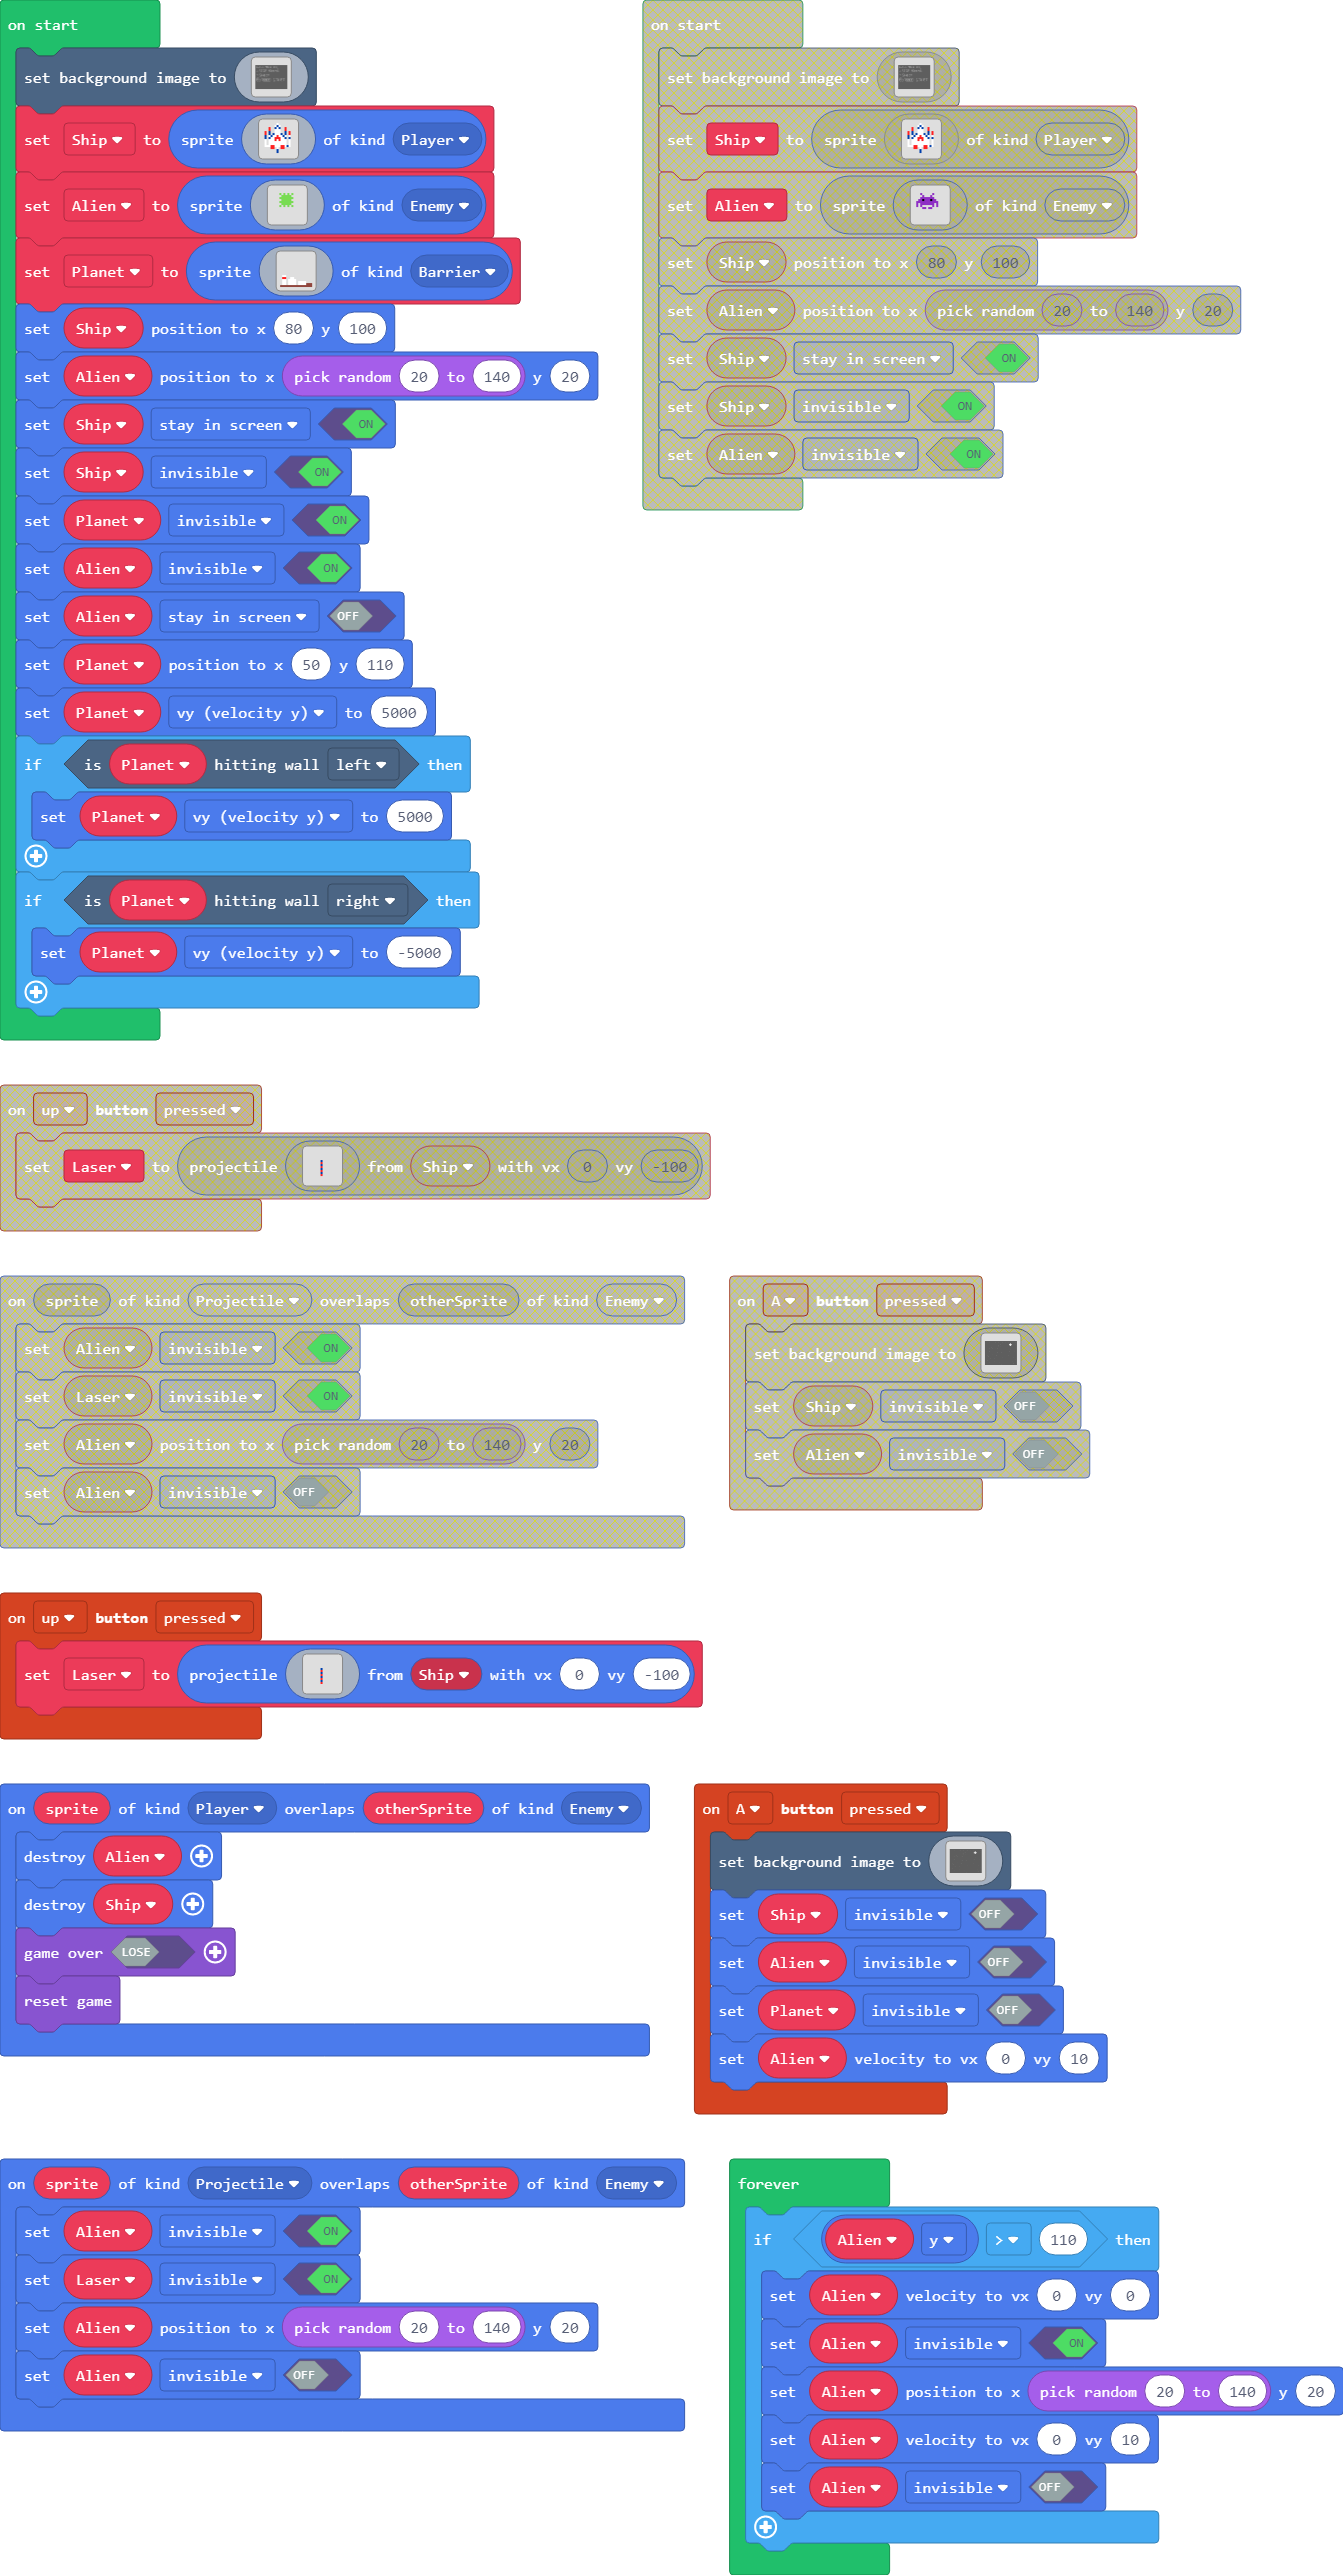 on start
set background image to
set Ship to sprite of kind Player
set Alien to sprite of kind Enemy
set Planet to sprite of kind Barrier
set Ship position to x 80 y 100
set Alien position to x pick random 20 to 140 y 20
set Ship stay in screen ON
set Ship invisible ON
set Planet invisible ON
set Alien invisible ON
set Alien stay in screen OFF
set Planet position to x 50 y 110
set Planet vy (velocity y) to 5000
if is Planet hitting wall left then
set Planet vy (velocity y) to 5000
if is Planet hitting wall right then
set Planet vy (velocity y) to -5000
on start
set background image to
set Ship to sprite of kind Player
set Alien to sprite of kind Enemy
set Ship position to x 80 y 100
set Alien position to x pick random 20 to 140 y 20
set Ship stay in screen ON
set Ship invisible ON
set Alien invisible ON
on up button pressed
set Laser to projectile from Ship with vx 0 vy -100
on sprite of kind Projectile overlaps otherSprite of kind Enemy
set Alien invisible ON
set Laser invisible ON
set Alien position to x pick random 20 to 140 y 20
set Alien invisible OFF
on A button pressed
set background image to
set Ship invisible OFF
set Alien invisible OFF
on up button pressed
set Laser to projectile from Ship with vx 0 vy -100
on sprite of kind Player overlaps otherSprite of kind Enemy
destroy Alien
destroy Ship
game over LOSE
reset game
on A button pressed
set background image to
set Ship invisible OFF
set Alien invisible OFF
set Planet invisible OFF
set Alien velocity to vx 0 vy 10
on sprite of kind Projectile overlaps otherSprite of kind Enemy
set Alien invisible ON
set Laser invisible ON
set Alien position to x pick random 20 to 140 y 20
set Alien invisible OFF
forever
if Alien y > 110 then
set Alien velocity to vx 0 vy 0
set Alien invisible ON
set Alien position to x pick random 20 to 140 y 20
set Alien velocity to vx 0 vy 10
set Alien invisible OFF